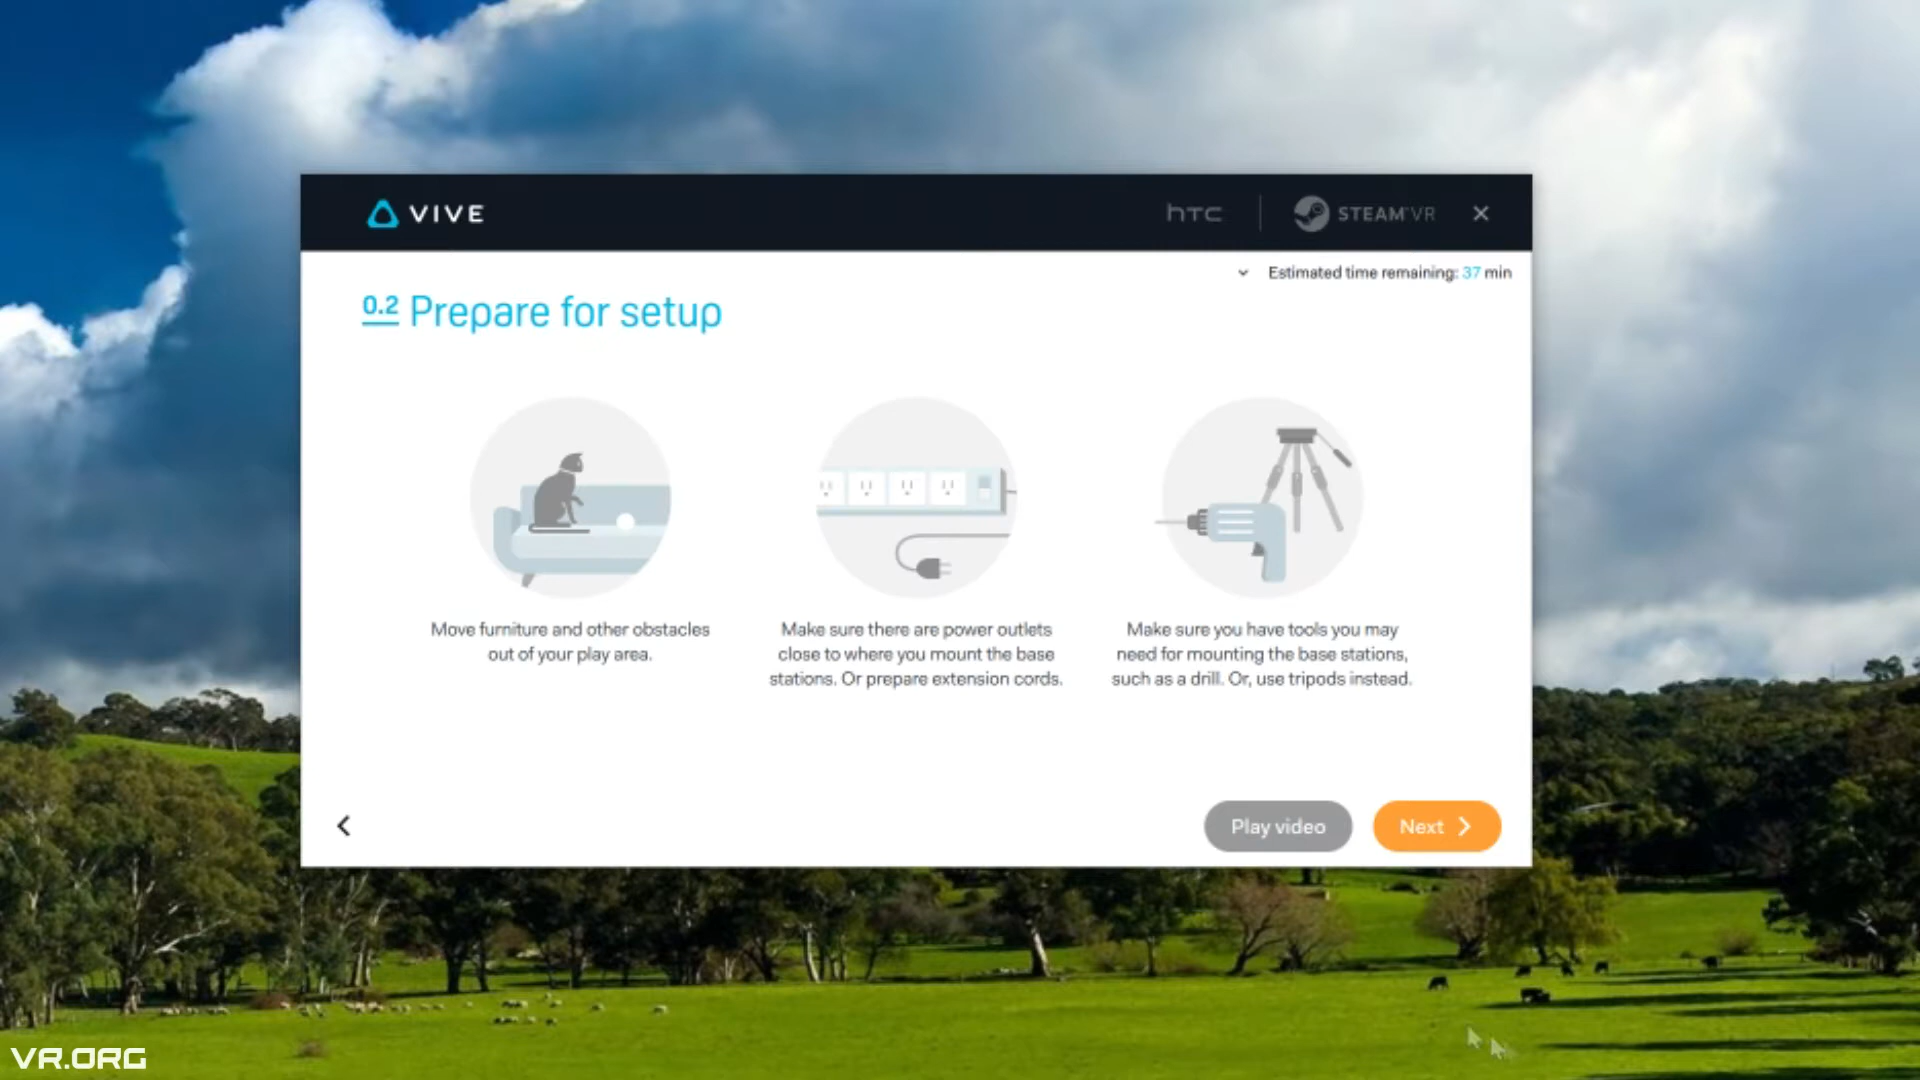 VIVE
htc
STEAM VR
Estimated time remaining: 37 min
0.2 Prepare for setup
Move furniture and other obstacles
out of your play area.
Make sure there are power outlets
close to where you mount the base
stations. Or prepare extension cords.
Make sure you have tools you may
need for mounting the base stations,
such as a drill. Or, use tripods instead.
Play video
Next
VR.ORG